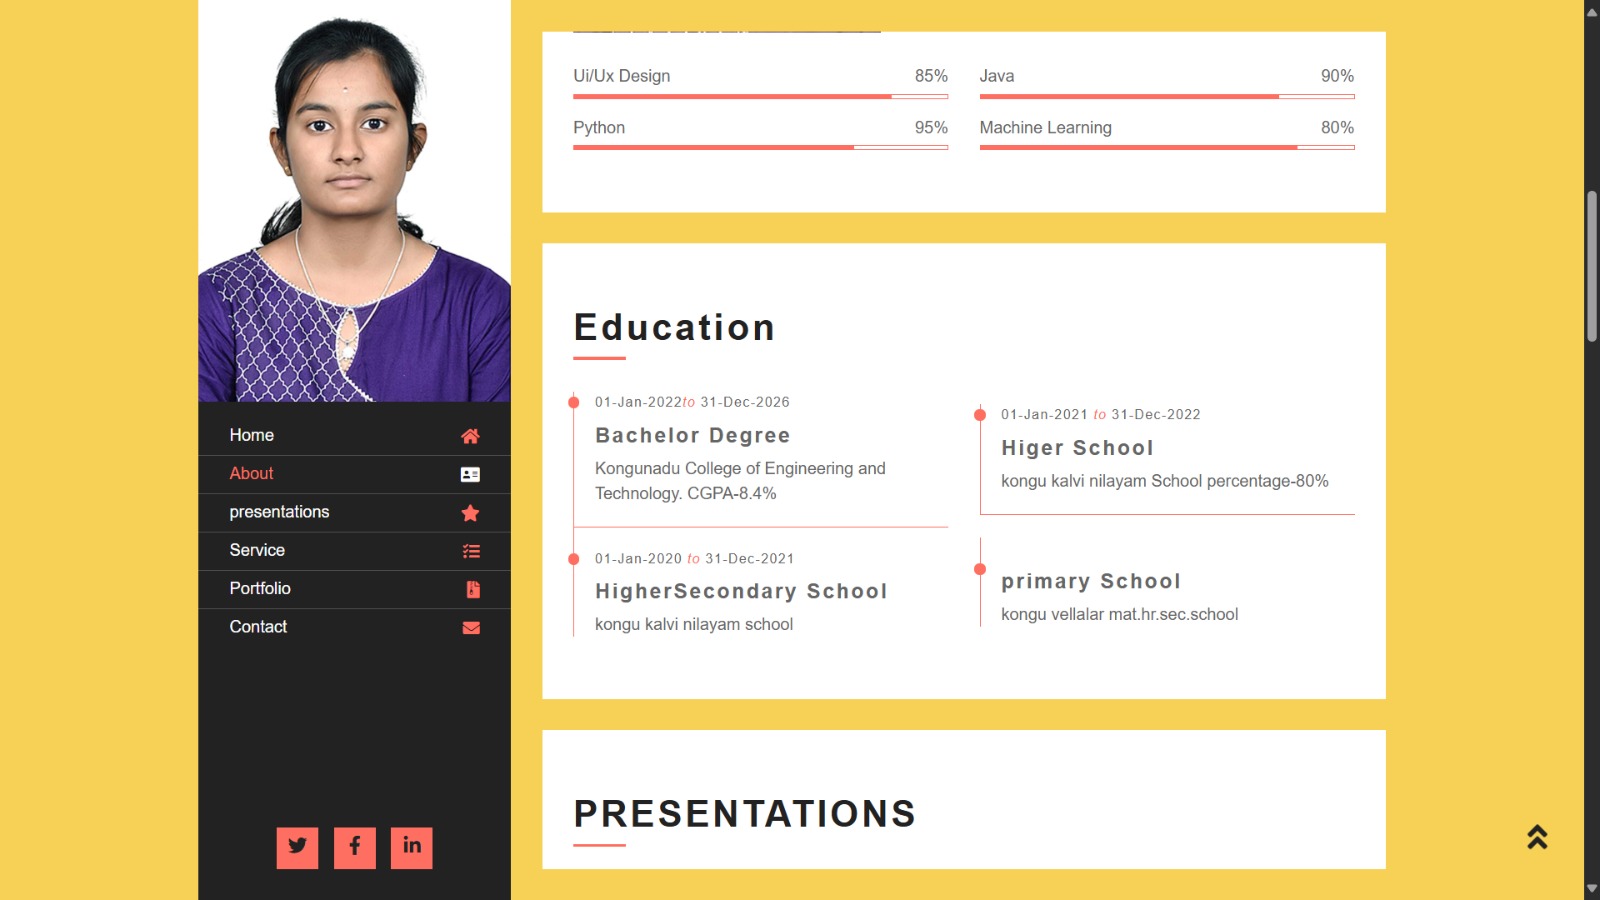 Home
About
presentations
Service
Portfolio
Contact
Ui/Ux Design 85%
Java 90%
Python 95%
Machine Learning 80%
Education
01-Jan-2022to 31-Dec-2026
Bachelor Degree
Kongunadu College of Engineering and
Technology. CGPA-8.4%
01-Jan-2021 to 31-Dec-2022
Higer School
kongu kalvi nilayam School percentage-80%
01-Jan-2020 to 31-Dec-2021
HigherSecondary School
kongu kalvi nilayam school
primary School
kongu vellalar mat.hr.sec.school
PRESENTATIONS